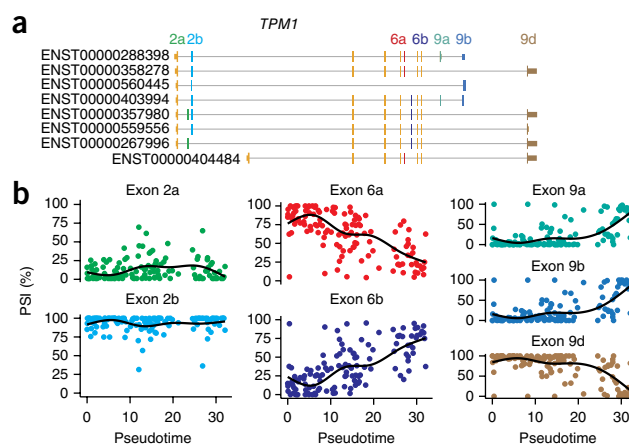 a
TPM1
2a 2b 6a 6b 9a 9b 9d
ENST00000288398
ENST00000358278
ENST00000560445
ENST00000403994
ENST00000357980
ENST00000559556
ENST00000267996
ENST00000404484
b
PSI (%)
Exon 2a
100
75
50
25
0
Exon 2b
100
75
50
25
0
0 10 20 30
Pseudotime
Exon 6a
100
75
50
25
0
Exon 6b
100
75
50
25
0
0 10 20 30
Pseudotime
Exon 9a
100
50
0
Exon 9b
100
50
0
Exon 9d
100
50
0
0 10 20 30
Pseudotime